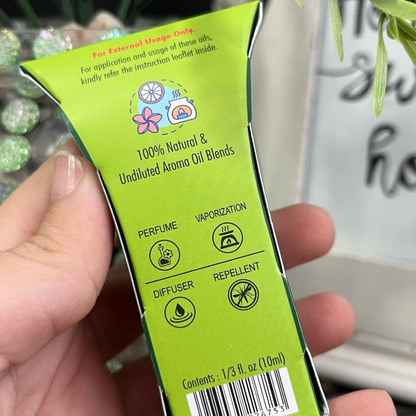 For External Usage Only.
For application and usage of these oils,
kindly refer the instruction leaflet inside.
100% Natural &
Undiluted Aroma Oil Blends
PERFUME VAPORIZATION
DIFFUSER REPELLENT
Contents : 1/3 fl. oz (10ml)